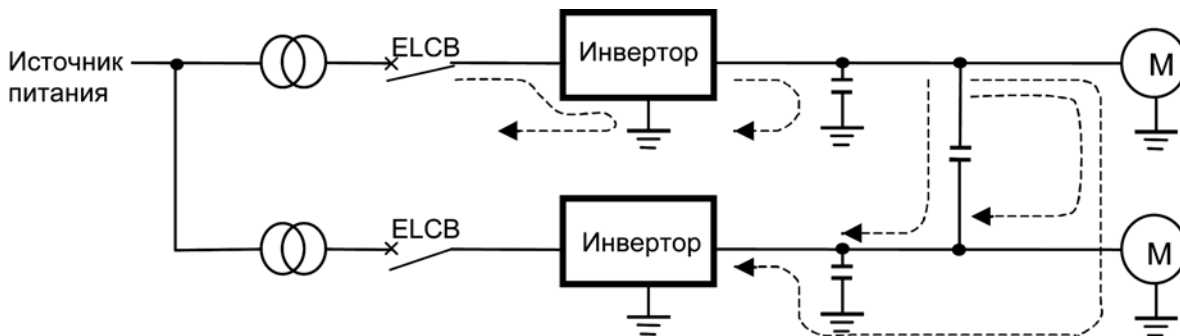 ELCB
Инвертор
Источник
питания
M
ELCB
Инвертор
M